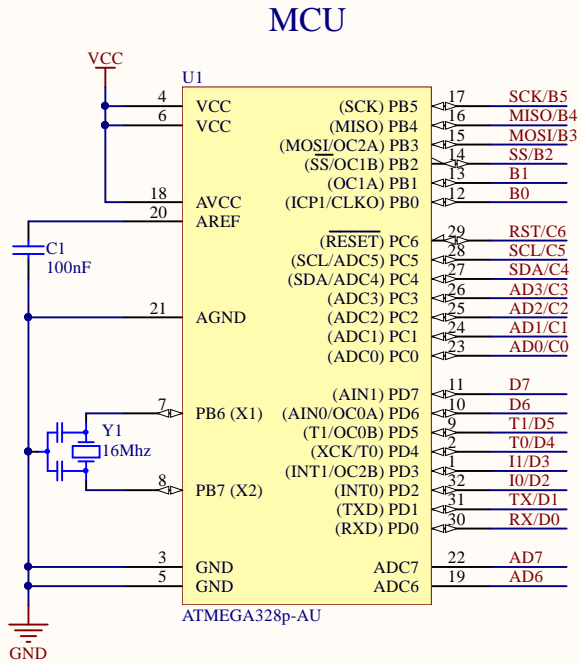 MCU
VCC
U1
4 VCC (SCK) PB5 17 SCK/B5
6 VCC (MISO) PB4 16 MISO/B4
(MOSI/OC2A) PB3 15 MOSI/B3
(SS/OC1B) PB2 14 SS/B2
(OC1A) PB1 13 B1
18 AVCC (ICP1/CLKO) PB0 12 B0
20 AREF
(RESET) PC6 29 RST/C6
C1 (SCL/ADC5) PC5 28 SCL/C5
100nF (SDA/ADC4) PC4 27 SDA/C4
(ADC3) PC3 26 AD3/C3
21 AGND (ADC2) PC2 25 AD2/C2
(ADC1) PC1 24 AD1/C1
(ADC0) PC0 23 AD0/C0
(AIN1) PD7 11 D7
7 PB6 (X1) (AIN0/OC0A) PD6 10 D6
Y1 (T1/OC0B) PD5 9 T1/D5
16Mhz (XCK/T0) PD4 2 T0/D4
(INT1/OC2B) PD3 1 I1/D3
8 PB7 (X2) (INT0) PD2 32 I0/D2
(TXD) PD1 31 TX/D1
(RXD) PD0 30 RX/D0
3 GND ADC7 22 AD7
5 GND ADC6 19 AD6
ATMEGA328p-AU
GND